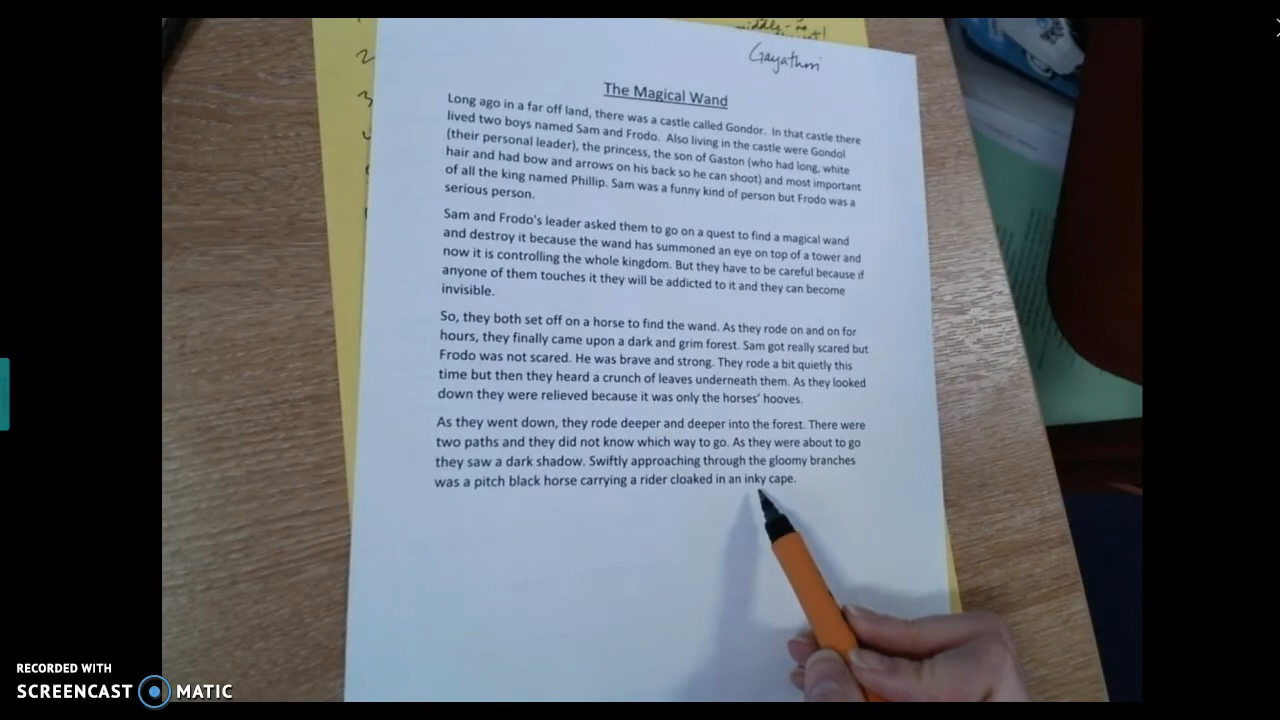 middly - no
Gayathri
2
3
The Magical Wand
Long ago in a far off land, there was a castle called Gondor. In that castle there
lived two boys named Sam and Frodo. Also living in the castle were Gondol
(their personal leader), the princess, the son of Gaston (who had long, white
hair and had bow and arrows on his back so he can shoot) and most important
of all the king named Phillip. Sam was a funny kind of person but Frodo was a
serious person.
Sam and Frodo's leader asked them to go on a quest to find a magical wand
and destroy it because the wand has summoned an eye on top of a tower and
now it is controlling the whole kingdom. But they have to be careful because if
anyone of them touches it they will be addicted to it and they can become
invisible.
So, they both set off on a horse to find the wand. As they rode on and on for
hours, they finally came upon a dark and grim forest. Sam got really scared but
Frodo was not scared. He was brave and strong. They rode a bit quietly this
time but then they heard a crunch of leaves underneath them. As they looked
down they were relieved because it was only the horses' hooves.
As they went down, they rode deeper and deeper into the forest. There were
two paths and they did not know which way to go. As they were about to go
they saw a dark shadow. Swiftly approaching through the gloomy branches
was a pitch black horse carrying a rider cloaked in an inky cape.
RECORDED WITH
SCREENCAST MATIC